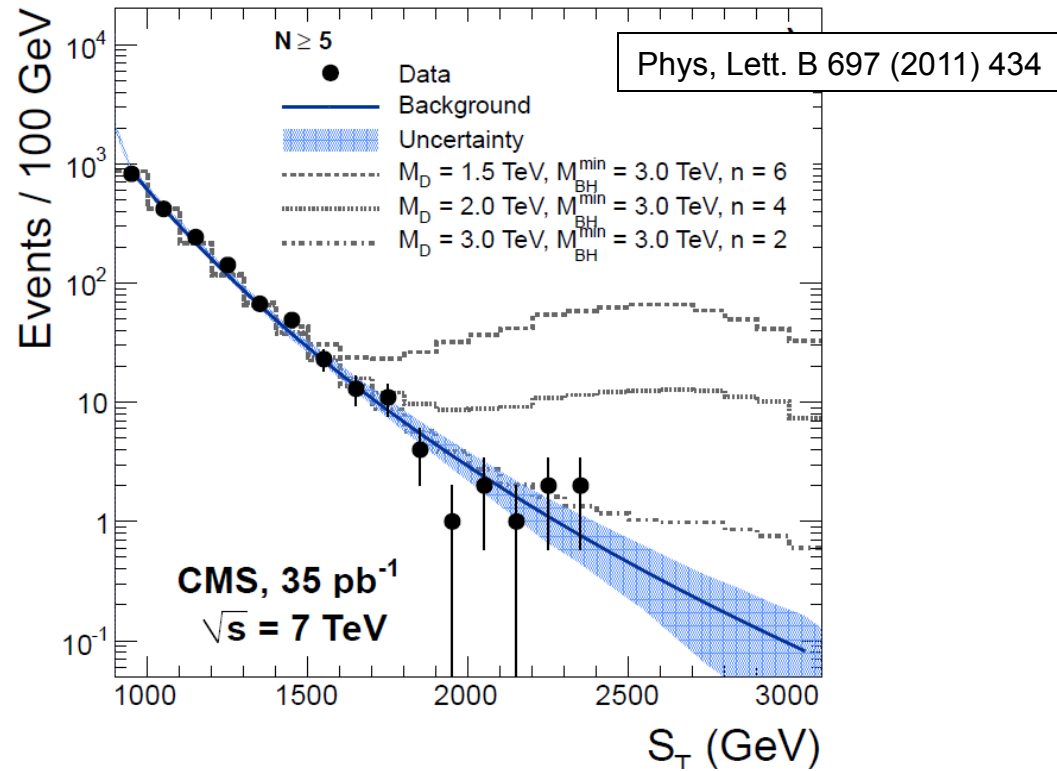 N ≥ 5
Phys, Lett. B 697 (2011) 434
Data
Background
Uncertainty
M_D = 1.5 TeV, M_BH^min = 3.0 TeV, n = 6
M_D = 2.0 TeV, M_BH^min = 3.0 TeV, n = 4
M_D = 3.0 TeV, M_BH^min = 3.0 TeV, n = 2
Events / 100 GeV
10^4
10^3
10^2
10
1
10^-1
CMS, 35 pb^-1
√s = 7 TeV
1000 1500 2000 2500 3000
S_T (GeV)